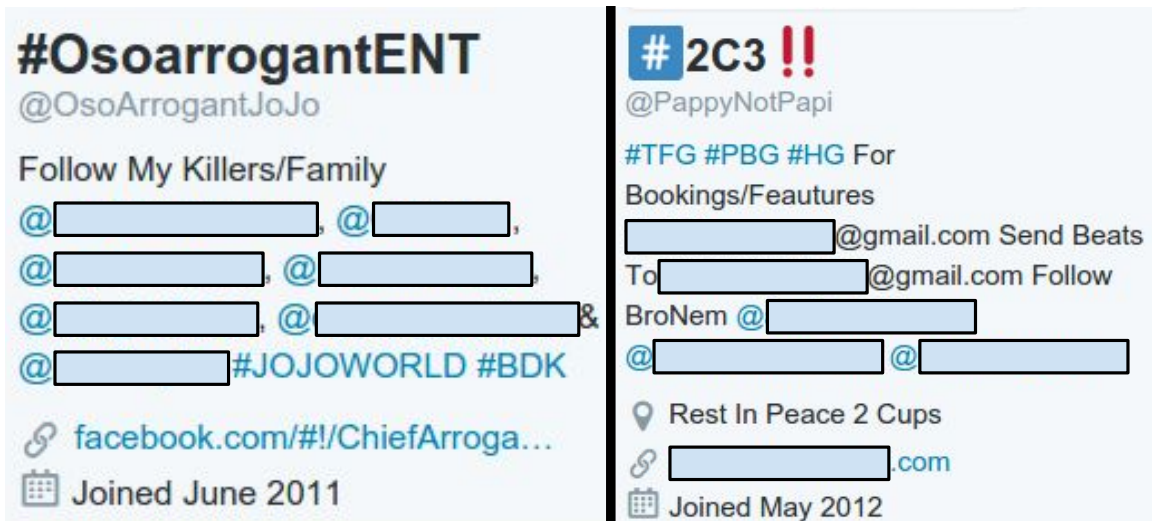 #OsoarrogantENT
@OsoArrogantJoJo
Follow My Killers/Family
@, @,
@, @,
@, @&
@#JOJOWORLD #BDK
facebook.com/#!/ChiefArroga…
Joined June 2011
#️⃣2C3‼️
@PappyNotPapi
#TFG #PBG #HG For
Bookings/Feautures
@gmail.com Send Beats
To@gmail.com Follow
BroNem @
@ @
Rest In Peace 2 Cups
.com
Joined May 2012